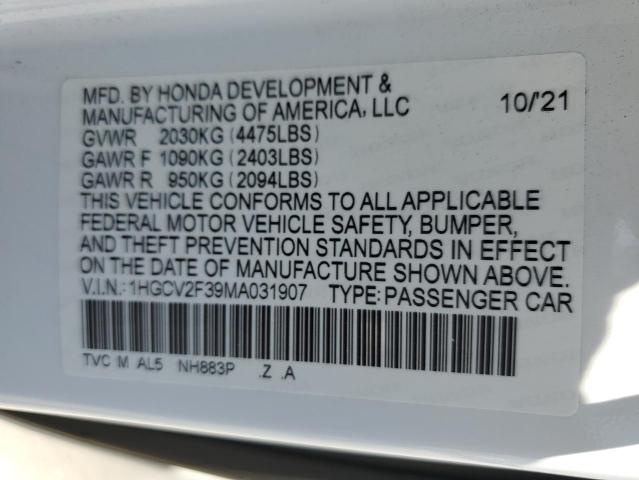 MFD. BY HONDA DEVELOPMENT &
MANUFACTURING OF AMERICA, LLC 10/'21
GVWR 2030KG (4475LBS)
GAWR F 1090KG (2403LBS)
GAWR R 950KG (2094LBS)
THIS VEHICLE CONFORMS TO ALL APPLICABLE
FEDERAL MOTOR VEHICLE SAFETY, BUMPER,
AND THEFT PREVENTION STANDARDS IN EFFECT
ON THE DATE OF MANUFACTURE SHOWN ABOVE.
V.I.N.: 1HGCV2F39MA031907 TYPE: PASSENGER CAR
TVC M AL5 NH883P .Z .A